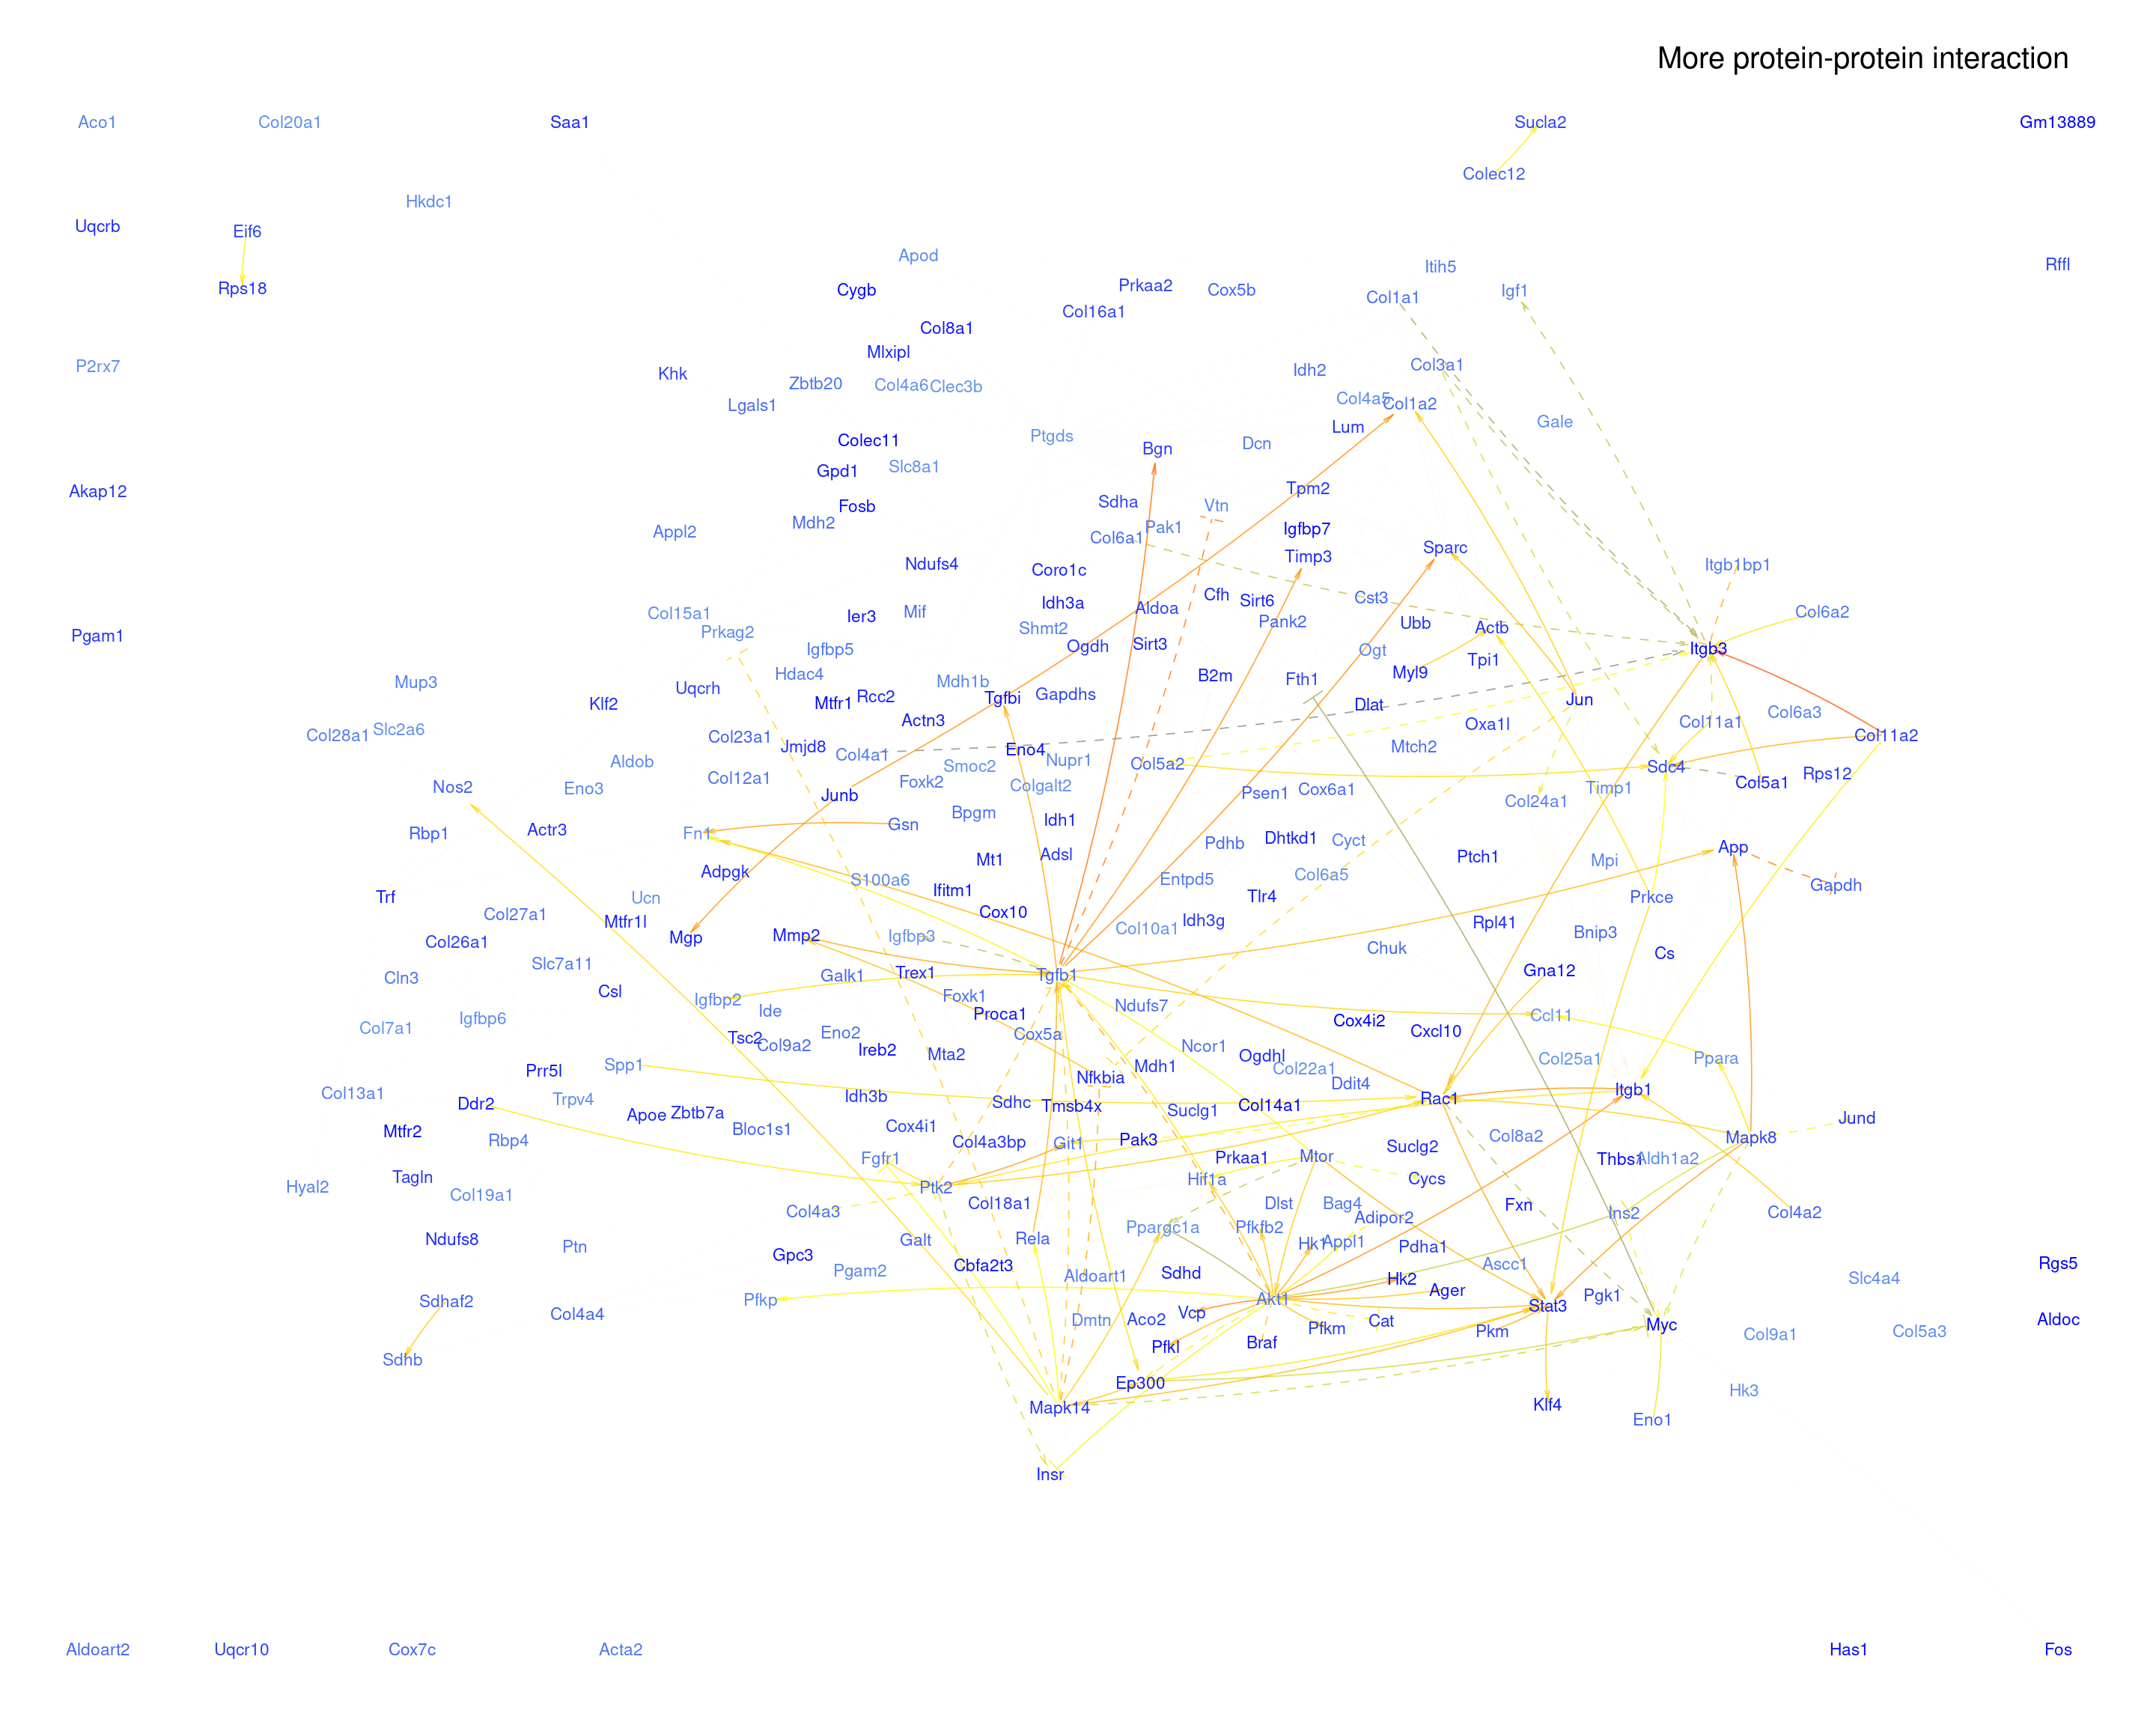 More protein-protein interaction
Aco1
Col20a1
Saa1
Sucla2
Gm13889
Colec12
Hkdc1
Uqcrb
Eif6
Apod
Itih5
Rffl
Rps18
Cygb
Prkaa2
Cox5b
Col1a1
Igf1
Col16a1
Col8a1
Mlxipl
P2rx7
Khk
Idh2
Col3a1
Zbtb20
Col4a6
Clec3b
Lgals1
Col4a5
Col1a2
Gale
Lum
Colec11
Ptgds
Bgn
Dcn
Gpd1
Slc8a1
Akap12
Fosb
Sdha
Vtn
Tpm2
Mdh2
Appl2
Col6a1
Pak1
Igfbp7
Timp3
Sparc
Ndufs4
Coro1c
Itgb1bp1
Col15a1
Ier3
Mif
Idh3a
Aldoa
Cfh
Sirt6
Cst3
Col6a2
Pgam1
Prkag2
Shmt2
Pank2
Ubb
Actb
Igfbp5
Ogdh
Sirt3
Ogt
Itgb3
Hdac4
Tpi1
Mup3
Uqcrh
Mdh1b
B2m
Fth1
Myl9
Klf2
Mtfr1
Rcc2
Tgfbi
Gapdhs
Dlat
Jun
Col28a1
Slc2a6
Actn3
Oxa1l
Col11a1
Col6a3
Col23a1
Jmjd8
Col4a1
Eno4
Nupr1
Mtch2
Col11a2
Aldob
Col12a1
Smoc2
Col5a2
Sdc4
Rps12
Nos2
Eno3
Foxk2
Colgalt2
Psen1
Cox6a1
Timp1
Col5a1
Junb
Col24a1
Rbp1
Actr3
Fn1
Gsn
Bpgm
Idh1
Adsl
Pdhb
Dhtkd1
Cyct
App
Mt1
Ptch1
Mpi
Adpgk
S100a6
Ifitm1
Entpd5
Col6a5
Gapdh
Trf
Ucn
Tlr4
Prkce
Col27a1
Mtfr1l
Cox10
Idh3g
Rpl41
Col26a1
Mgp
Mmp2
Igfbp3
Col10a1
Bnip3
Chuk
Cs
Cln3
Slc7a11
Galk1
Trex1
Tgfb1
Gna12
Csl
Igfbp2
Foxk1
Ndufs7
Ide
Proca1
Ccl11
Col7a1
Igfbp6
Tsc2
Col9a2
Eno2
Cox5a
Cox4i2
Cxcl10
Ireb2
Mta2
Ncor1
Ogdhl
Col25a1
Ppara
Prr5l
Spp1
Mdh1
Col22a1
Nfkbia
Ddit4
Itgb1
Col13a1
Ddr2
Trpv4
Apoe
Zbtb7a
Idh3b
Sdhc
Tmsb4x
Suclg1
Col14a1
Rac1
Jund
Mtfr2
Rbp4
Bloc1s1
Cox4i1
Col4a3bp
Git1
Pak3
Suclg2
Col8a2
Mapk8
Fgfr1
Prkaa1
Mtor
Thbs1
Aldh1a2
Hyal2
Tagln
Col19a1
Ptk2
Hif1a
Cycs
Col4a3
Col18a1
Dlst
Bag4
Adipor2
Fxn
Ins2
Col4a2
Ndufs8
Ptn
Gpc3
Galt
Rela
Ppargc1a
Pfkfb2
Hk1
Appl1
Pdha1
Cbfa2t3
Pgam2
Aldoart1
Sdhd
Hk2
Ascc1
Slc4a4
Rgs5
Sdhaf2
Col4a4
Pfkp
Akt1
Ager
Pgk1
Stat3
Dmtn
Aco2
Vcp
Pfkm
Cat
Pkm
Myc
Col9a1
Col5a3
Aldoc
Sdhb
Pfkl
Braf
Ep300
Hk3
Mapk14
Klf4
Eno1
Insr
Aldoart2
Uqcr10
Cox7c
Acta2
Has1
Fos